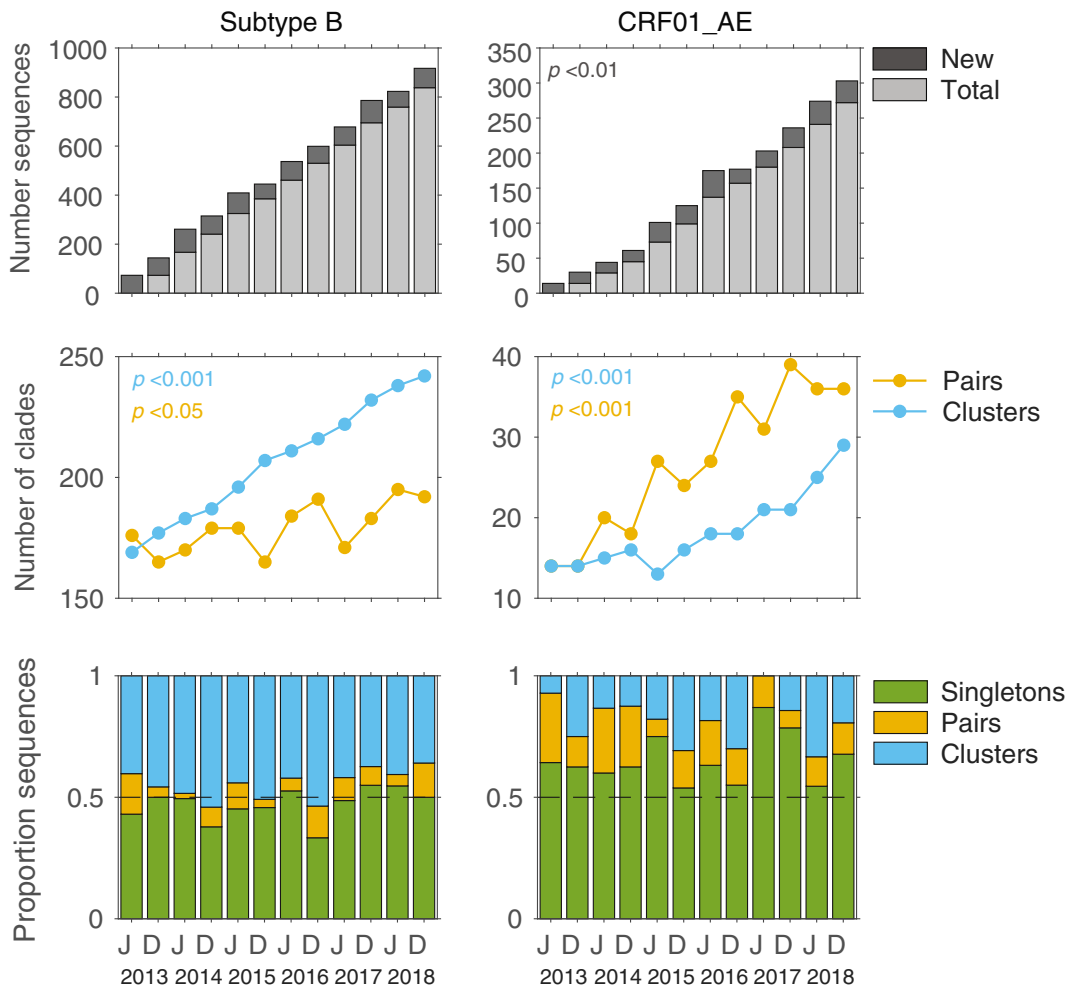 Subtype B
CRF01_AE
Number sequences
1000
800
600
400
200
0
p <0.01
350
300
250
200
150
100
50
0
New
Total
Number of clades
250
200
150
p <0.001
p <0.05
40
30
20
10
p <0.001
p <0.001
Pairs
Clusters
Proportion sequences
1
0.5
0
1
0.5
0
Singletons
Pairs
Clusters
J D J D J D J D J D J D
2013 2014 2015 2016 2017 2018
J D J D J D J D J D J D
2013 2014 2015 2016 2017 2018